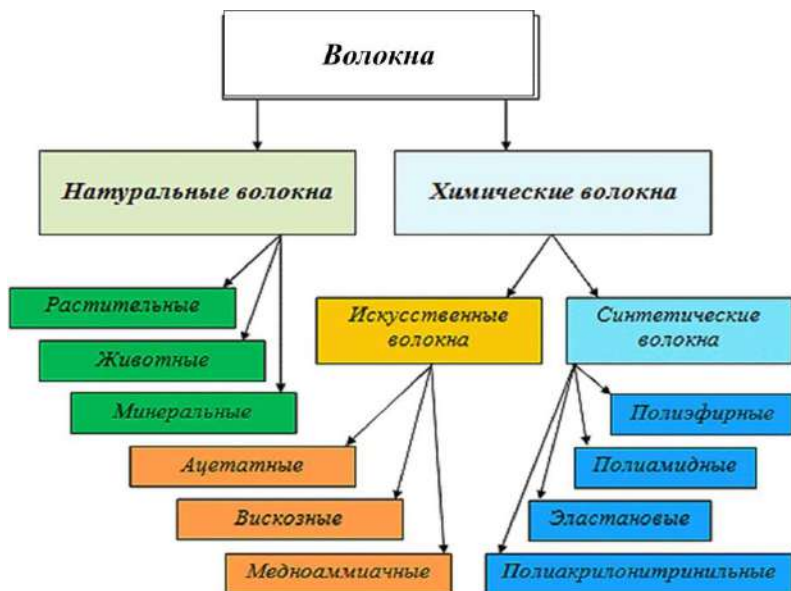 Волокна
Натуральные волокна
Химические волокна
Растительные
Животные
Минеральные
Искусственные
волокна
Синтетические
волокна
Ацетатные
Вискозные
Медноаммиачные
Полиэфирные
Полиамидные
Эластановые
Полиакрилонитринильные